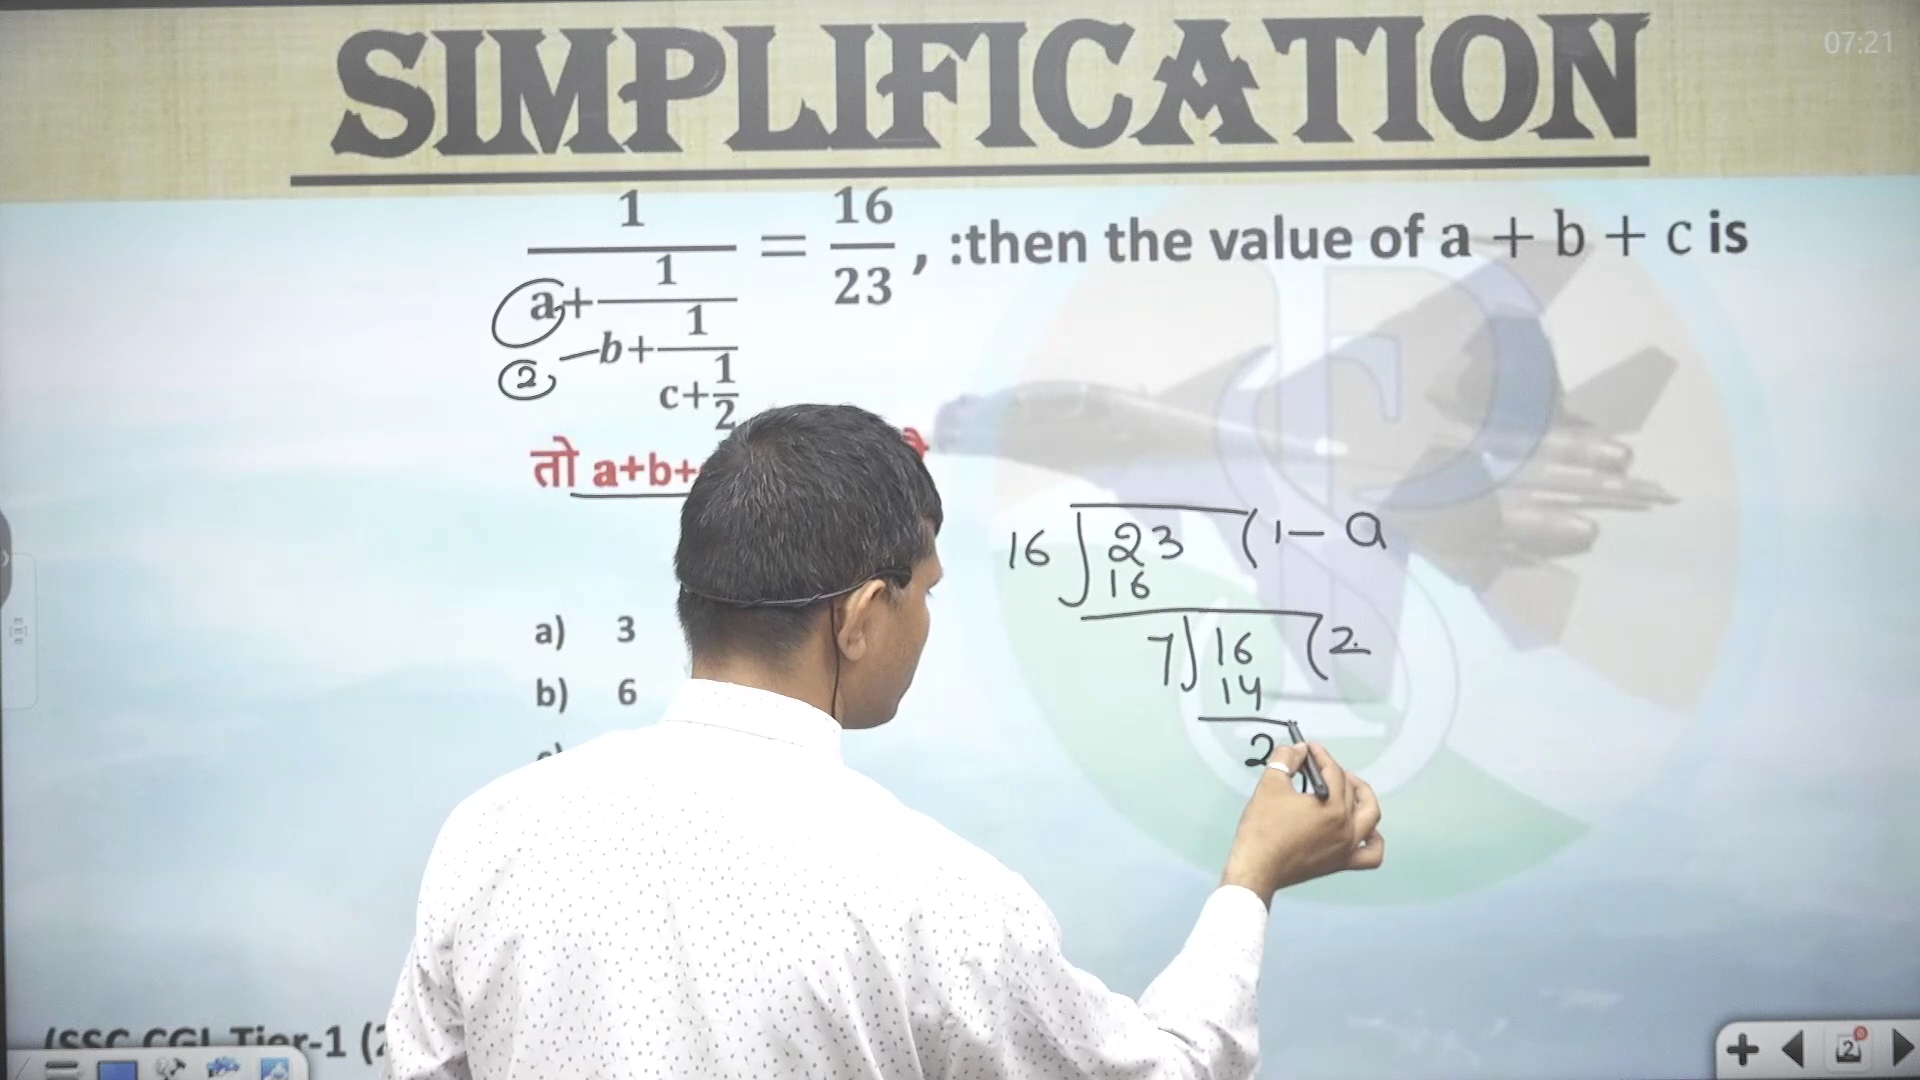 SIMPLIFICATION
07:21
1
a+ 1
b+ 1
c+ 1
2
= 16
23 , :then the value of a + b + c is
2
तो a+b+
16 23 ( 1 – a
16
7 16 ( 2
14
2
a) 3
b) 6
(SSC CGL Tier-1 (2
2